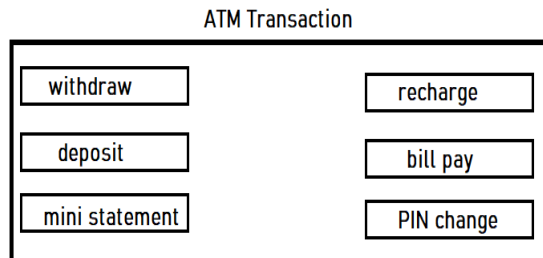 ATM Transaction
withdraw
recharge
deposit
bill pay
mini statement
PIN change